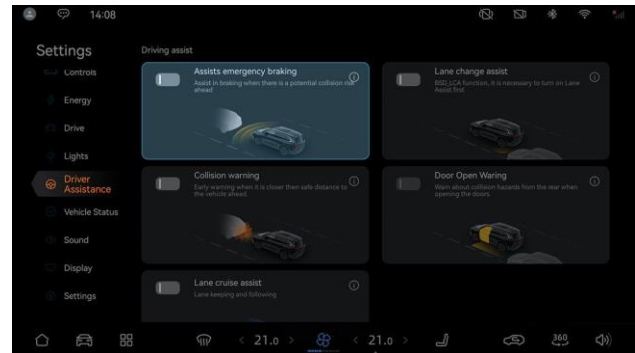 14:08
Settings
Driving assist
Controls
Energy
Drive
Lights
Driver
Assistance
Vehicle Status
Sound
Display
Settings
Assists emergency braking
Assist in braking when there is a potential collision risk
ahead
Lane change assist
BSD_LCA function, it is necessary to turn on Lane
Assist first
Collision warning
Early warning when it is closer then safe distance to
the vehicle ahead
Door Open Waring
Warn about collision hazards from the rear when
opening the doors
Lane cruise assist
Lane keeping and following
< 21.0 >
< 21.0 >
360